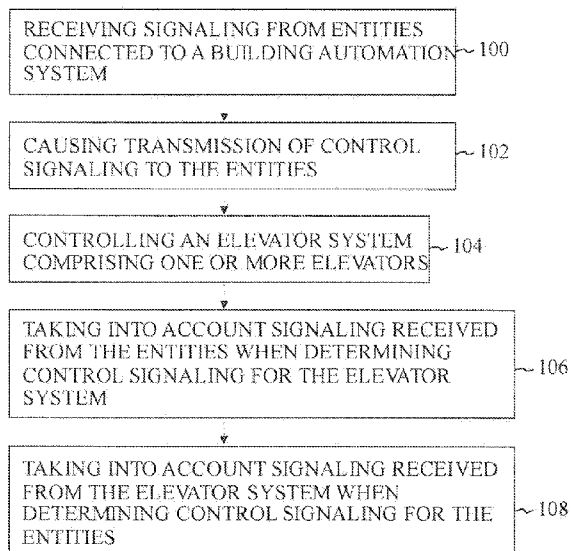 RECEIVING SIGNALING FROM ENTITIES
CONNECTED TO A BUILDING AUTOMATION
SYSTEM
100
CAUSING TRANSMISSION OF CONTROL
SIGNALING TO THE ENTITIES
102
CONTROLLING AN ELEVATOR SYSTEM
COMPRISING ONE OR MORE ELEVATORS
104
TAKING INTO ACCOUNT SIGNALING RECEIVED
FROM THE ENTITIES WHEN DETERMINING
CONTROL SIGNALING FOR THE ELEVATOR
SYSTEM
106
TAKING INTO ACCOUNT SIGNALING RECEIVED
FROM THE ELEVATOR SYSTEM WHEN
DETERMINING CONTROL SIGNALING FOR THE
ENTITIES
108